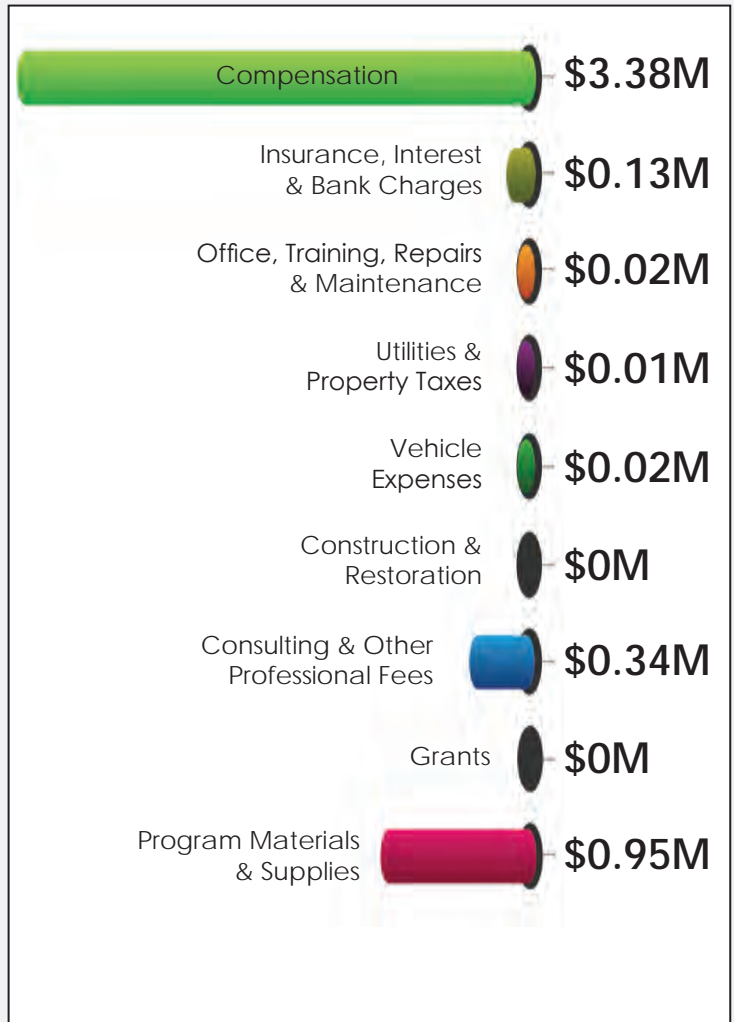 Compensation $3.38M
Insurance, Interest
& Bank Charges
$0.13M
Office, Training, Repairs
& Maintenance
$0.02M
Utilities &
Property Taxes
$0.01M
Vehicle
Expenses
$0.02M
Construction &
Restoration
$0M
Consulting & Other
Professional Fees
$0.34M
Grants $0M
Program Materials
& Supplies
$0.95M